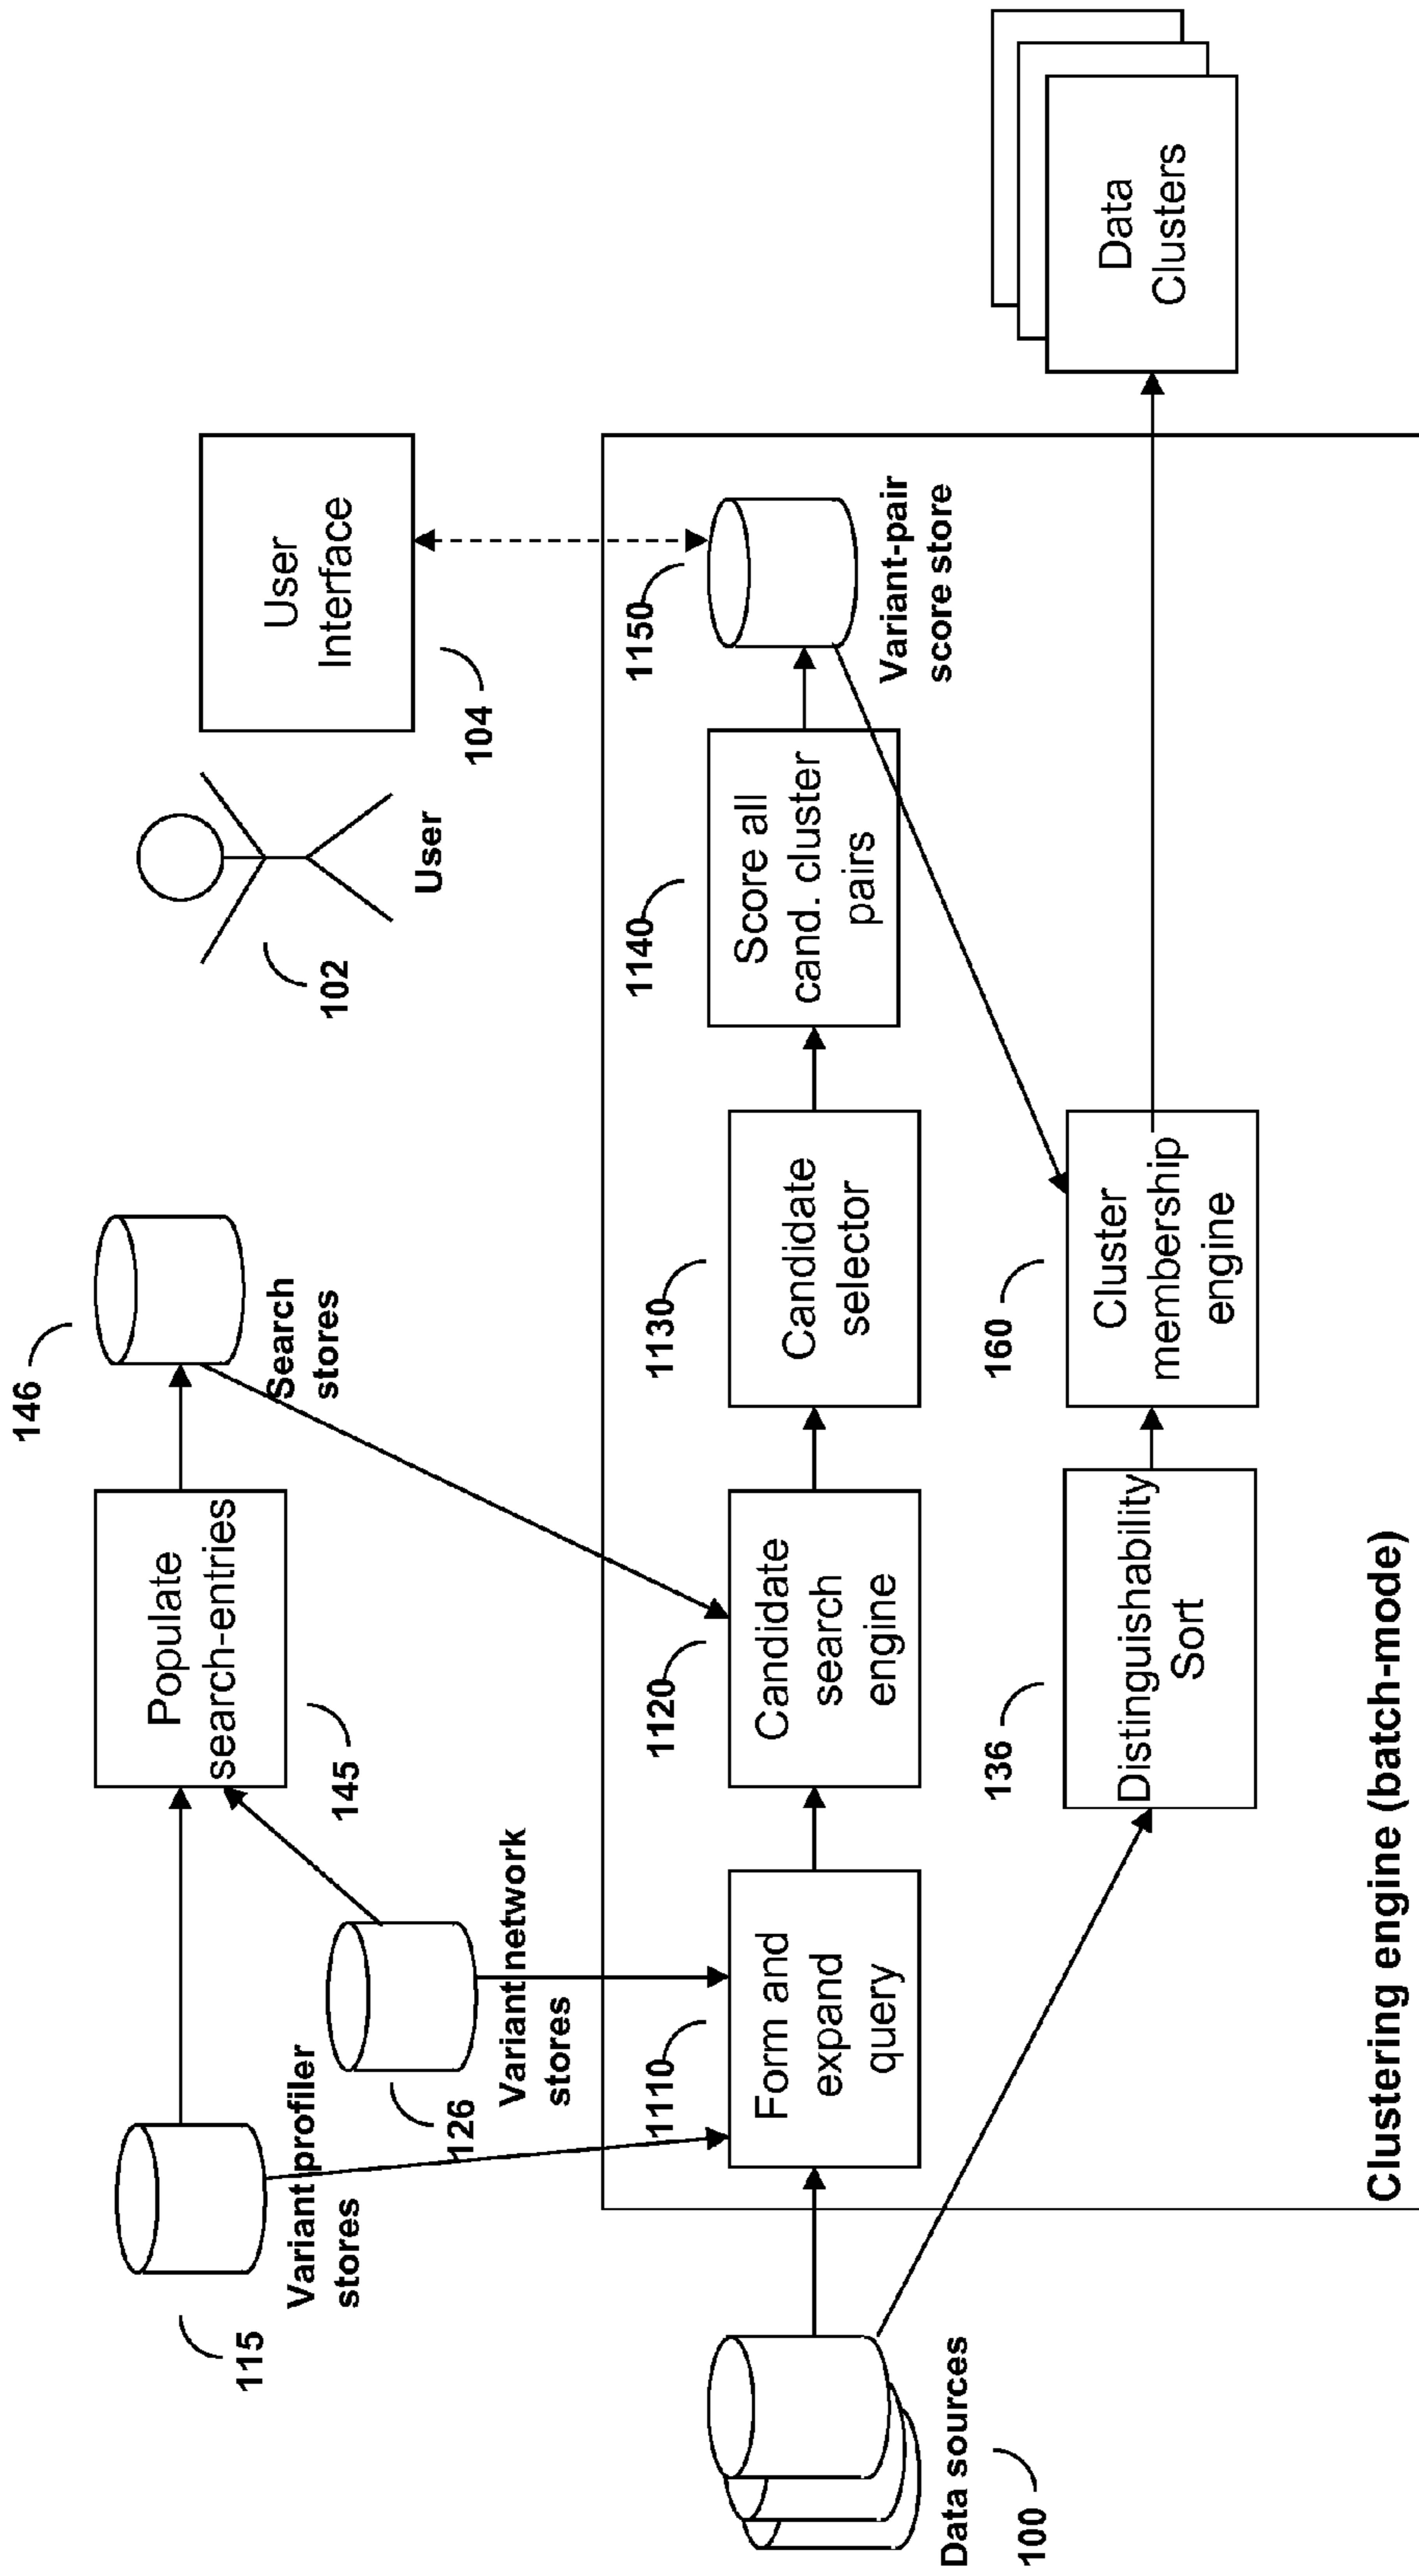 146
Populate
search-entries
Search
stores
145
115
Variant profiler
stores
126
Variant network
stores
102
User
User
Interface
104
1110
Form and
expand
query
1120
Candidate
search
engine
1130
Candidate
selector
1140
Score all
cand. cluster
pairs
1150
Variant-pair
score store
Data sources
100
136
Distinguishability
Sort
160
Cluster
membership
engine
Data
Clusters
Clustering engine (batch-mode)